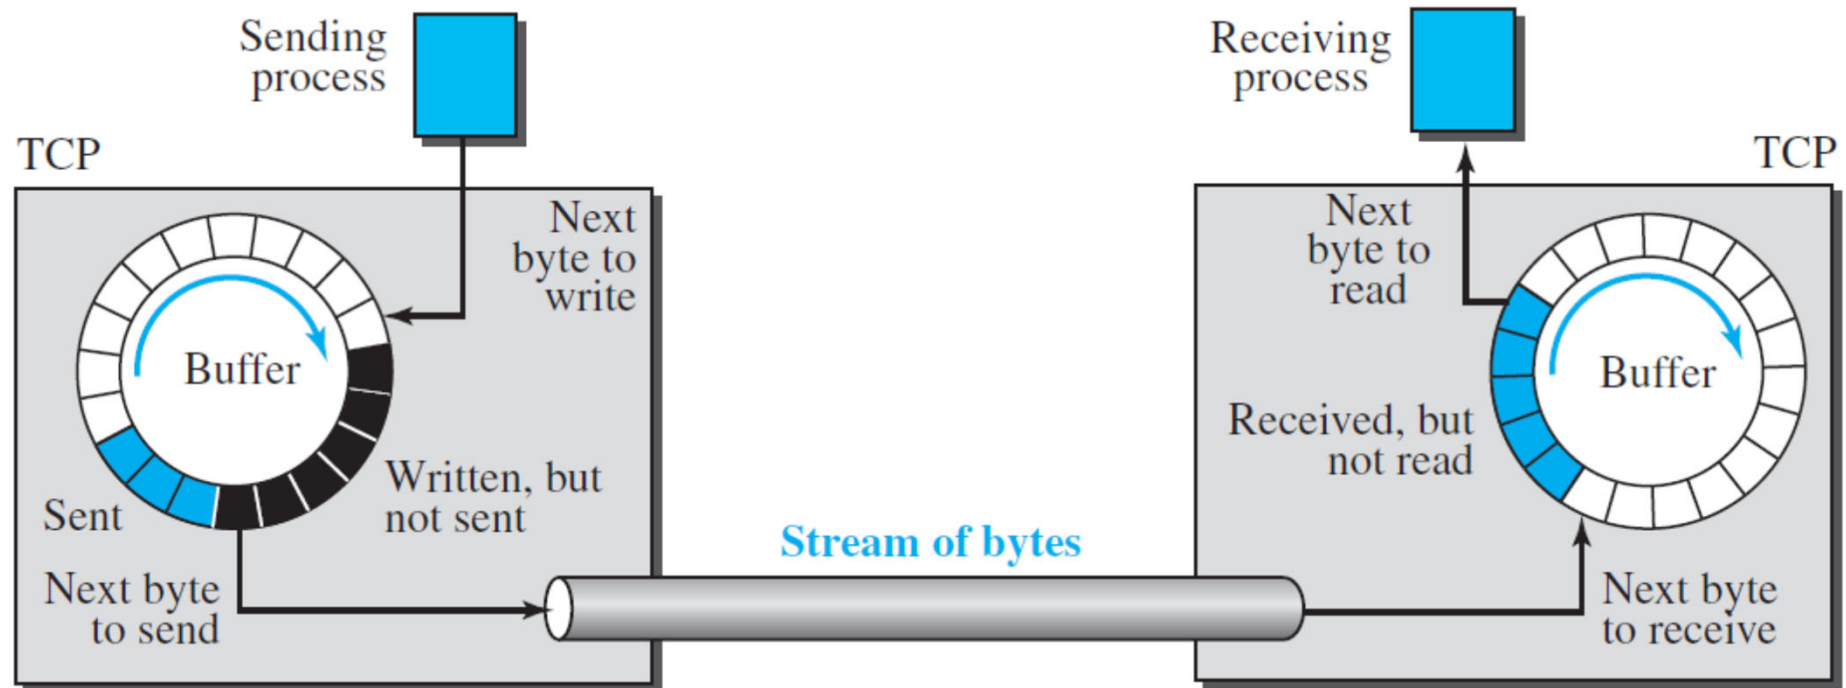 Sending
process
Receiving
process
TCP
TCP
Next
byte to
write
Next
byte to
read
Buffer
Buffer
Received, but
not read
Written, but
not sent
Sent
Stream of bytes
Next byte
to send
Next byte
to receive